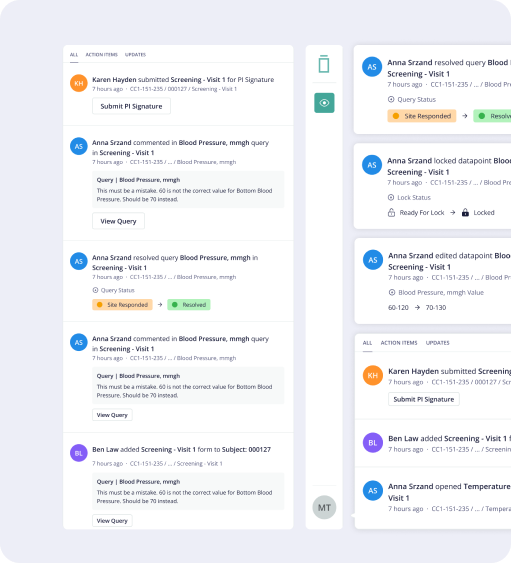 ALL ACTION ITEMS UPDATES
KH
Karen Hayden submitted Screening - Visit 1 for PI Signature
7 hours ago · CC1-151-235 / 000127 / Screening - Visit 1
Submit PI Signature
AS
Anna Srzand commented in Blood Pressure, mmgh query
in Screening - Visit 1
7 hours ago · CC1-151-235 / ... / Blood Pressure, mmgh
Query | Blood Pressure, mmgh
This must be a mistake. 60 is not the correct value for Bottom Blood
Pressure. Should be 70 instead.
View Query
AS
Anna Srzand resolved query Blood Pressure, mmgh in
Screening - Visit 1
7 hours ago · CC1-151-235 / ... / Blood Pressure, mmgh
Query Status
Site Responded → Resolved
AS
Anna Srzand commented in Blood Pressure, mmgh query
in Screening - Visit 1
7 hours ago · CC1-151-235 / ... / Blood Pressure, mmgh
Query | Blood Pressure, mmgh
This must be a mistake. 60 is not the correct value for Bottom Blood
Pressure. Should be 70 instead.
View Query
BL
Ben Law added Screening - Visit 1 form to Subject: 000127
7 hours ago · CC1-151-235 / ... / Screening - Visit 1
Query | Blood Pressure, mmgh
This must be a mistake. 60 is not the correct value for Bottom Blood
Pressure. Should be 70 instead.
View Query
MT
AS
Anna Srzand resolved query Blood
Screening - Visit 1
7 hours ago · CC1-151-235 / ... / Blood Pre
Query Status
Site Responded → Resolve
AS
Anna Srzand locked datapoint Blood
Screening - Visit 1
7 hours ago · CC1-151-235 / ... / Blood Pre
Lock Status
Ready For Lock → Locked
AS
Anna Srzand edited datapoint Bloo
Screening - Visit 1
7 hours ago · CC1-151-235 / ... / Blood Pr
Blood Pressure, mmgh Value
60-120 → 70-130
ALL ACTION ITEMS UPDATES
KH
Karen Hayden submitted Screening
7 hours ago · CC1-151-235 / 000127 / Scr
Submit PI Signature
BL
Ben Law added Screening - Visit 1 f
7 hours ago · CC1-151-235 / ... / Screenin
AS
Anna Srzand opened Temperature
Visit 1
7 hours ago · CC1-151-235 / ... / Tempera